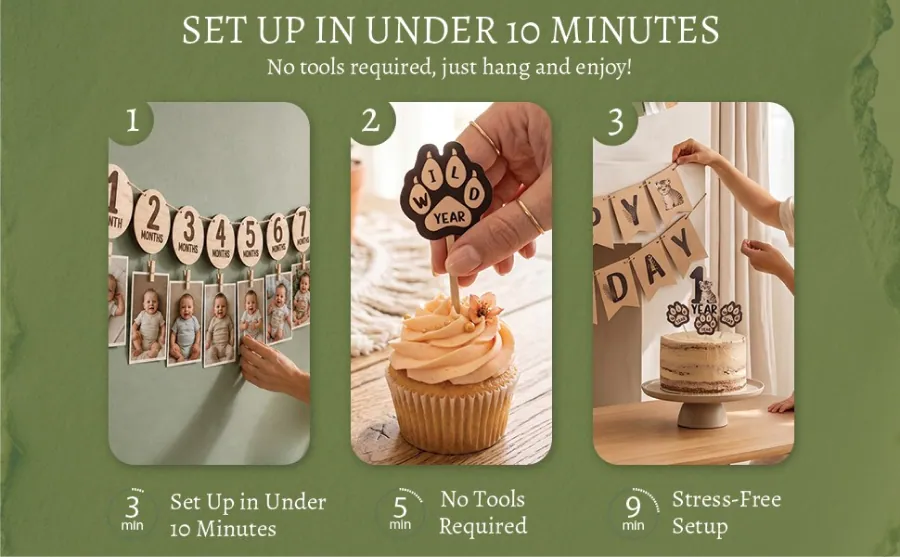 SET UP IN UNDER 10 MINUTES
No tools required, just hang and enjoy!
1
2
3
1
NTH
2
MONTHS
3
MONTHS
4
MONTHS
5
MONTHS
6
MONTHS
7
MONTHS
WILD
YEAR
PY
DAY
1
YEAR
3
min
Set Up in Under
10 Minutes
5
min
No Tools
Required
9
min
Stress-Free
Setup